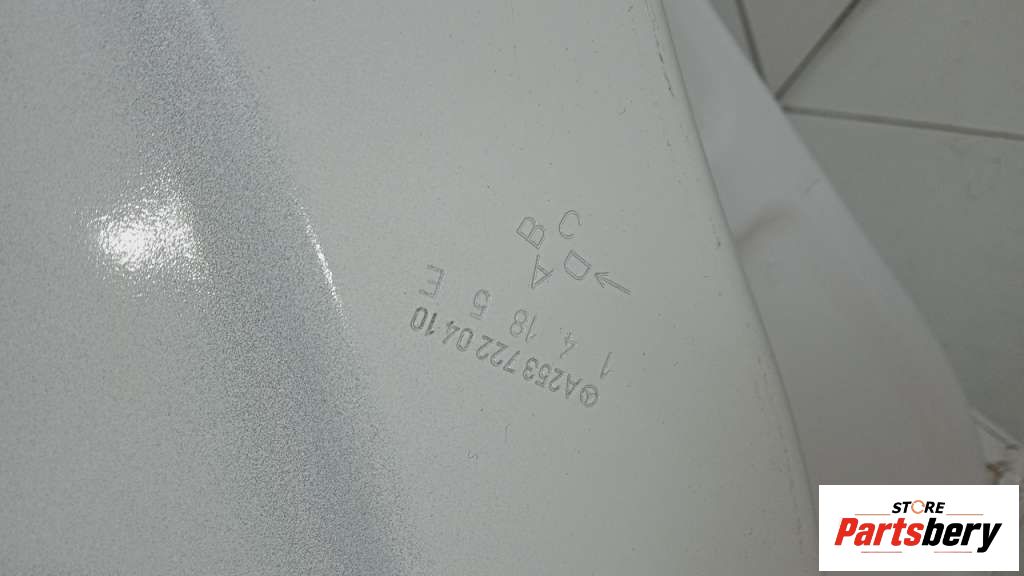 A253 722 04 10
1 4 18 5 E
A B C D
STORE
Partsbery